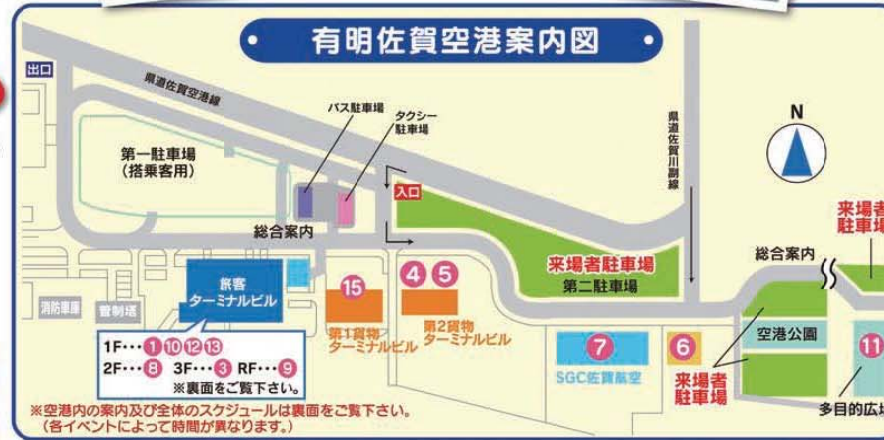 有明佐賀空港案内図
出口
県道佐賀空港線
バス駐車場
タクシー
駐車場
県道佐賀川副線
N
第一駐車場
(搭乗客用)
入口
来場者
駐車場
総合案内
総合案内
来場者駐車場
第二駐車場
旅客
ターミナルビル
消防車庫
管制塔
15
4 5
第1貨物
ターミナルビル
第2貨物
ターミナルビル
7
SGC佐賀航空
6
空港公園
11
来場者
駐車場
多目的広場
1F･･･1 10 12 13
2F･･･8 3F･･･3 RF･･･9
※裏面をご覧下さい。
※空港内の案内及び全体のスケジュールは裏面をご覧下さい。
(各イベントによって時間が異なります。)